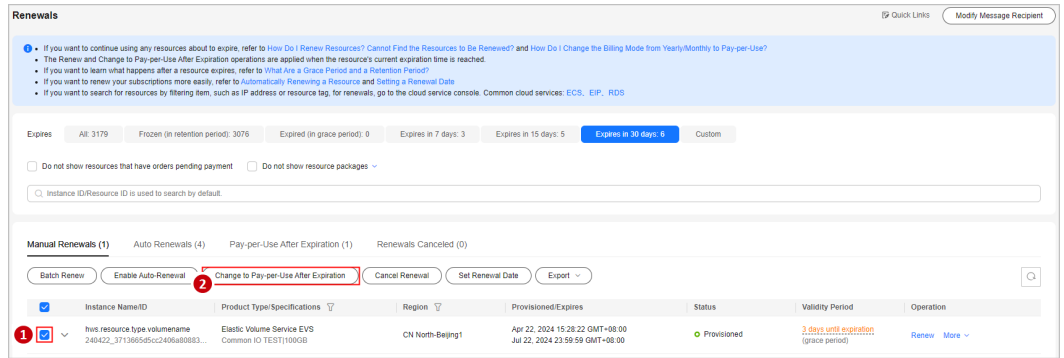 Renewals
Quick Links
Modify Message Recipient
• If you want to continue using any resources about to expire, refer to How Do I Renew Resources? Cannot Find the Resources to Be Renewed? and How Do I Change the Billing Mode from Yearly/Monthly to Pay-per-Use?
• The Renew and Change to Pay-per-Use After Expiration operations are applied when the resource's current expiration time is reached.
• If you want to learn what happens after a resource expires, refer to What Are a Grace Period and a Retention Period?
• If you want to renew your subscriptions more easily, refer to Automatically Renewing a Resource and Setting a Renewal Date
• If you want to search for resources by filtering item, such as IP address or resource tag, for renewals, go to the cloud service console. Common cloud services: ECS、EIP、RDS
Expires All: 3179 Frozen (in retention period): 3076 Expired (in grace period): 0 Expires in 7 days: 3 Expires in 15 days: 5 Expires in 30 days: 6 Custom
Do not show resources that have orders pending payment Do not show resource packages
Instance ID/Resource ID is used to search by default.
Manual Renewals (1) Auto Renewals (4) Pay-per-Use After Expiration (1) Renewals Canceled (0)
Batch Renew Enable Auto-Renewal 2 Change to Pay-per-Use After Expiration Cancel Renewal Set Renewal Date Export
Instance Name/ID Product Type/Specifications Region Provisioned/Expires Status Validity Period Operation
1 hws.resource.type.volumename Elastic Volume Service EVS CN North-Beijing1 Apr 22, 2024 15:28:22 GMT+08:00 Provisioned 3 days until expiration Renew More
240422_3713665d5cc2406a80883... Common IO TEST|100GB Jul 22, 2024 23:59:59 GMT+08:00 (grace period)